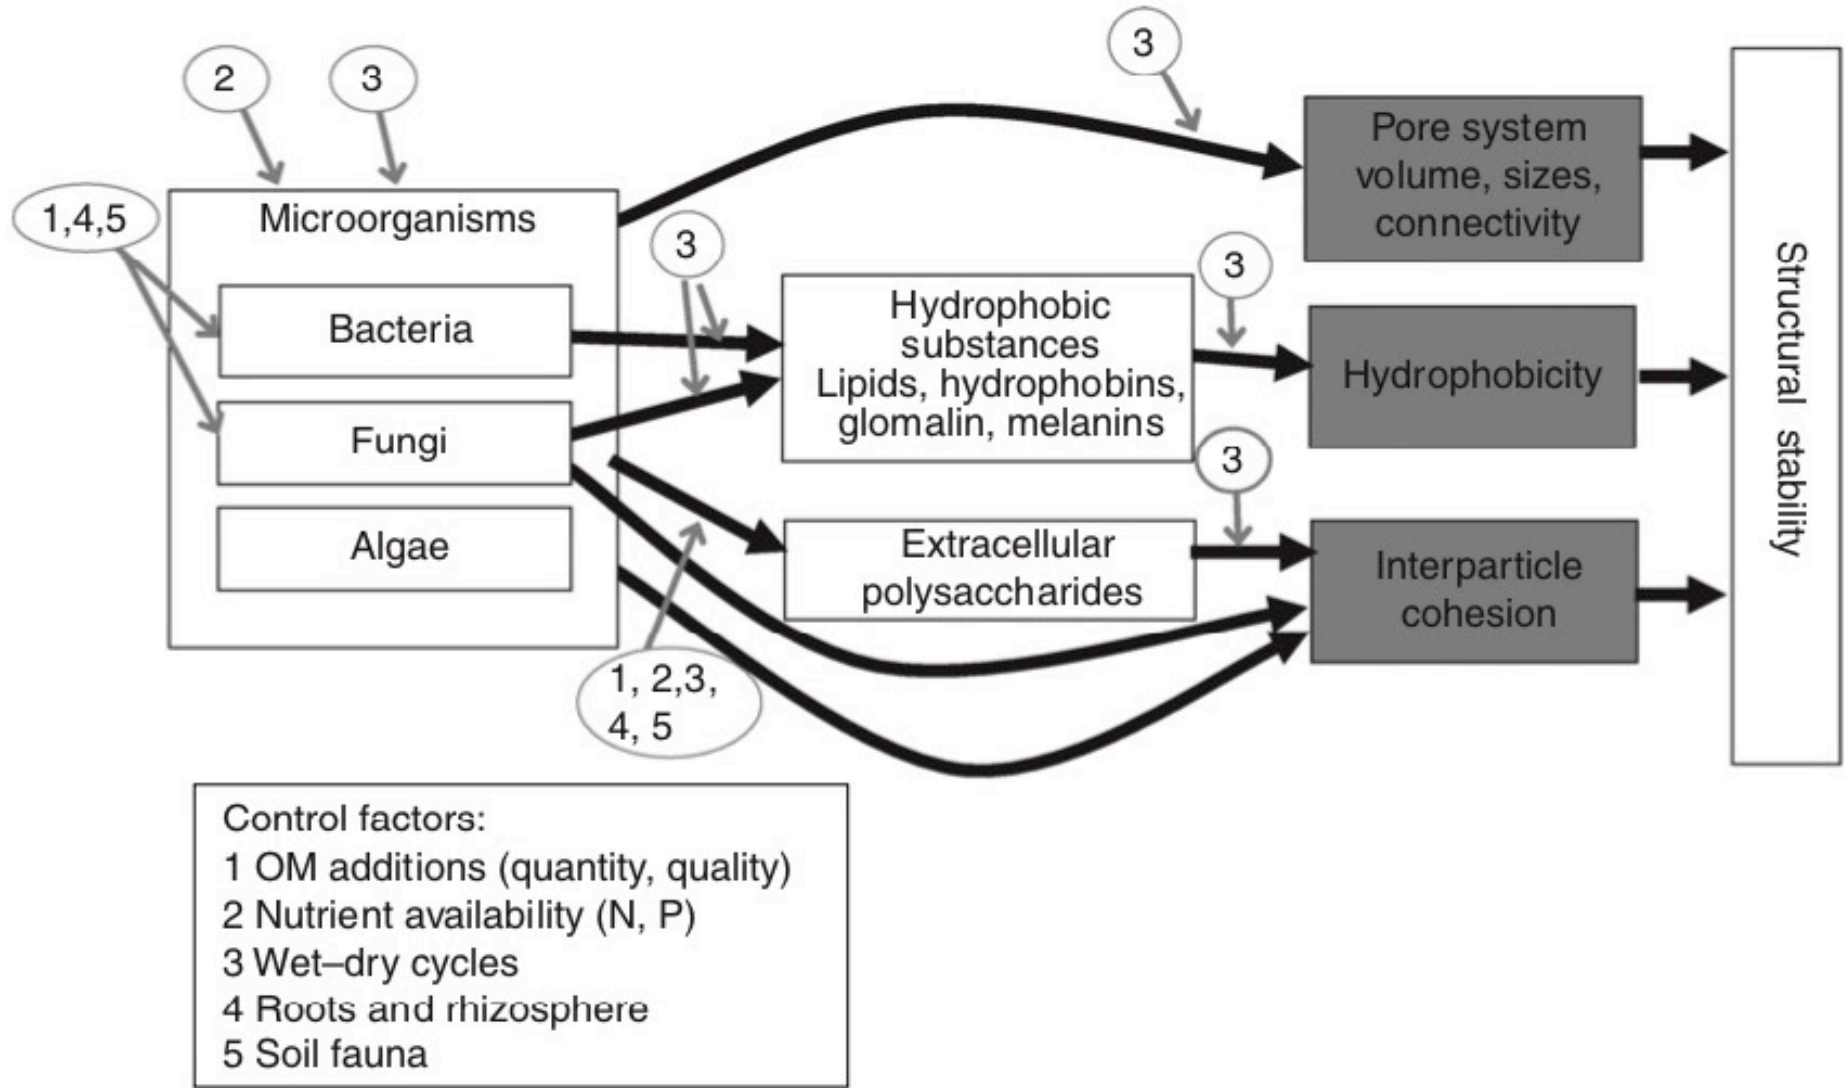 2
3
3
1,4,5
Microorganisms
Bacteria
Fungi
Algae
3
Hydrophobic
substances
Lipids, hydrophobins,
glomalin, melanins
3
3
Extracellular
polysaccharides
1, 2,3,
4, 5
Pore system
volume, sizes,
connectivity
Hydrophobicity
Interparticle
cohesion
Structural stability
Control factors:
1 OM additions (quantity, quality)
2 Nutrient availability (N, P)
3 Wet–dry cycles
4 Roots and rhizosphere
5 Soil fauna